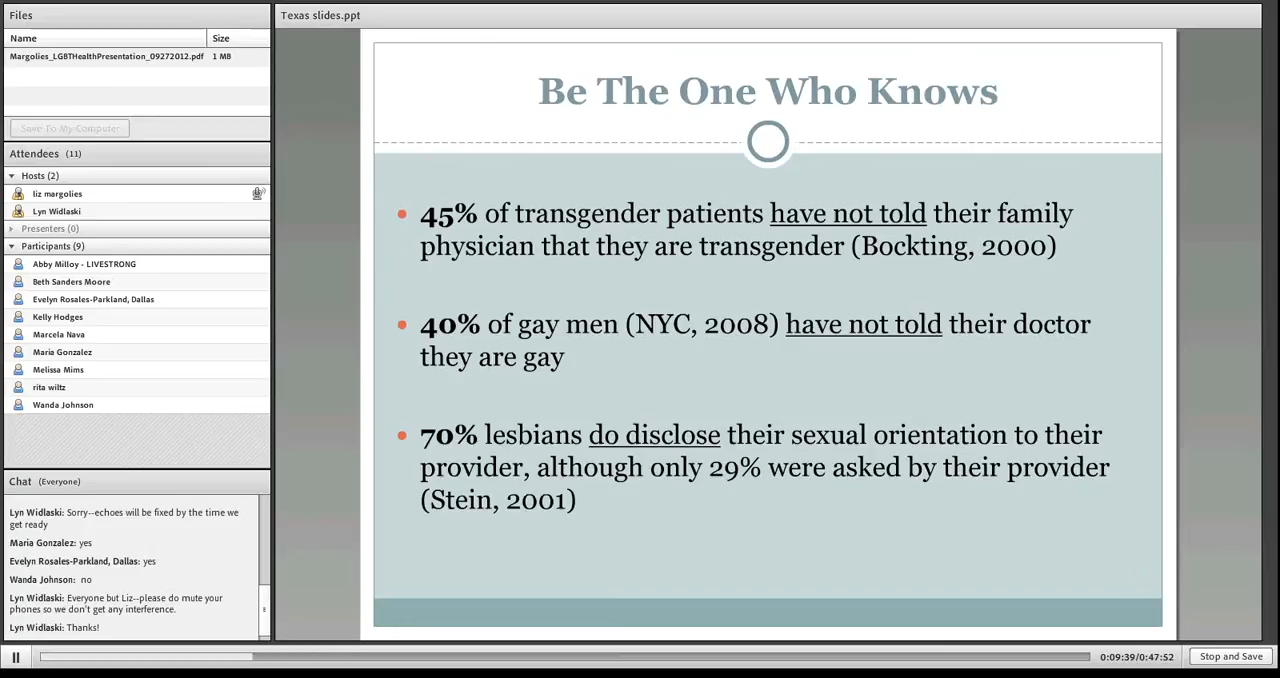 Files
Name Size
Margolies_LGBTHealthPresentation_09272012.pdf 1 MB
Save To My Computer
Attendees (11)
Hosts (2)
liz margolies
Lyn Widlaski
Presenters (0)
Participants (9)
Abby Milloy - LIVESTRONG
Beth Sanders Moore
Evelyn Rosales-Parkland, Dallas
Kelly Hodges
Marcela Nava
Maria Gonzalez
Melissa Mims
rita wiltz
Wanda Johnson
Chat (Everyone)
Lyn Widlaski: Sorry--echoes will be fixed by the time we
get ready
Maria Gonzalez: yes
Evelyn Rosales-Parkland, Dallas: yes
Wanda Johnson: no
Lyn Widlaski: Everyone but Liz--please do mute your
phones so we don't get any interference.
Lyn Widlaski: Thanks!
Texas slides.ppt
Be The One Who Knows
• 45% of transgender patients have not told their family
physician that they are transgender (Bockting, 2000)
• 40% of gay men (NYC, 2008) have not told their doctor
they are gay
• 70% lesbians do disclose their sexual orientation to their
provider, although only 29% were asked by their provider
(Stein, 2001)
0:09:39/0:47:52
Stop and Save